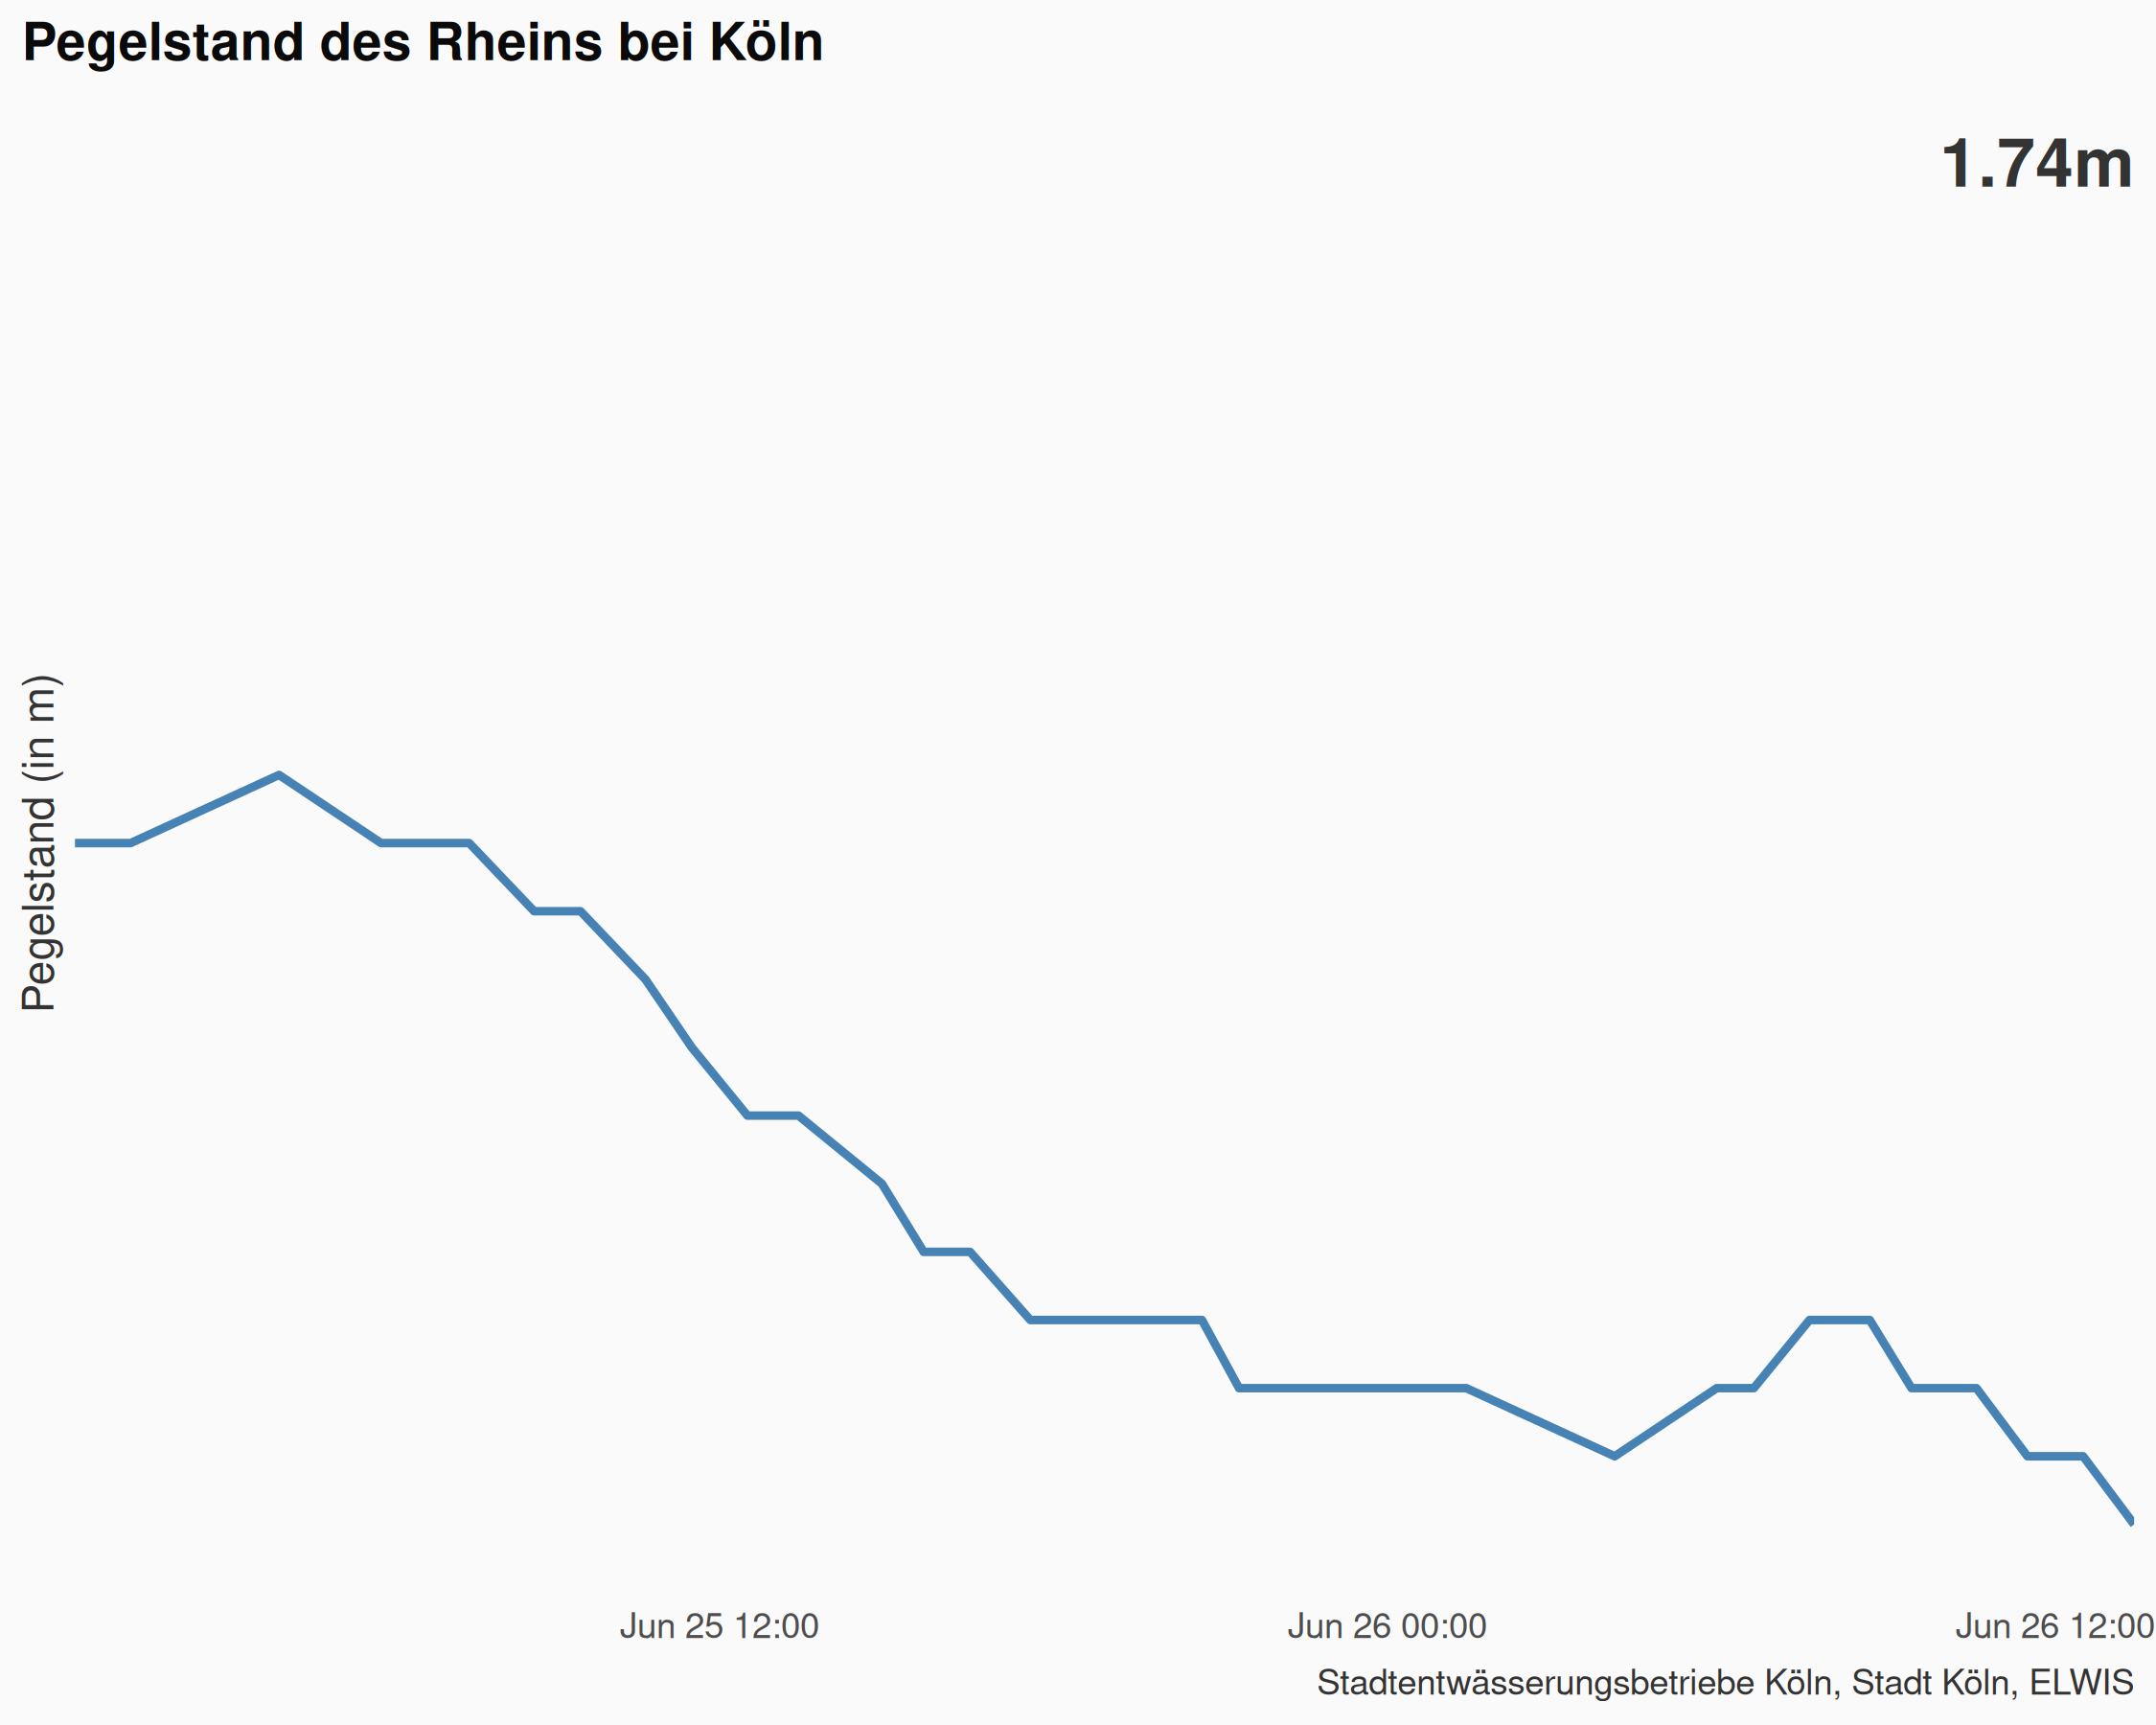 Pegelstand des Rheins bei Köln
1.74m
Pegelstand (in m)
Jun 25 12:00
Jun 26 00:00
Jun 26 12:00
Stadtentwässerungsbetriebe Köln, Stadt Köln, ELWIS